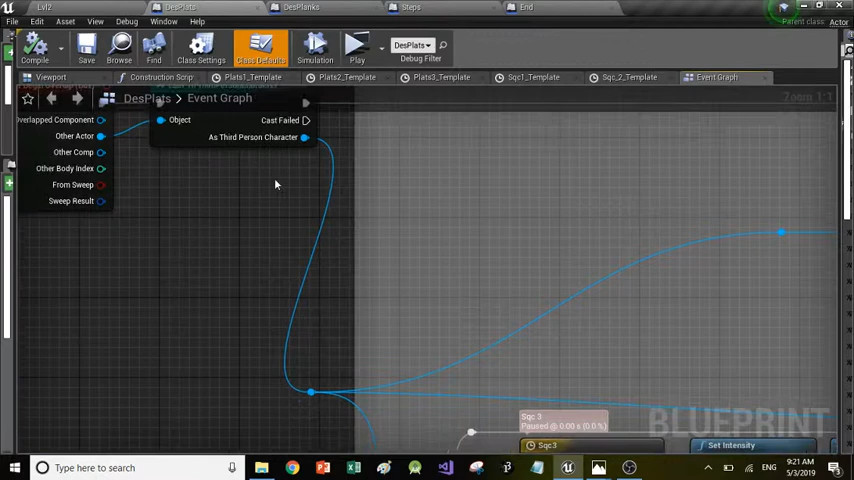 Lvl2 DesPlats DesPlanks Steps End
File Edit Asset View Debug Window Help
Parent class: Actor
Compile Save Browse Find Class Settings Class Defaults Simulation Play DesPlats Debug Filter
Viewport Construction Scrip Plats1_Template Plats2_Template Plats3_Template Sqc1_Template Sqc_2_Template Event Graph
DesPlats > Event Graph Zoom 1:1
Overlapped Component
Other Actor
Other Comp
Other Body Index
From Sweep
Sweep Result
Object
Cast Failed
As Third Person Character
Sqc 3
Paused @ 0.00 s (0.0 %)
Sqc3
Set Intensity
BLUEPRINT
Type here to search
ENG
9:21 AM
5/3/2019